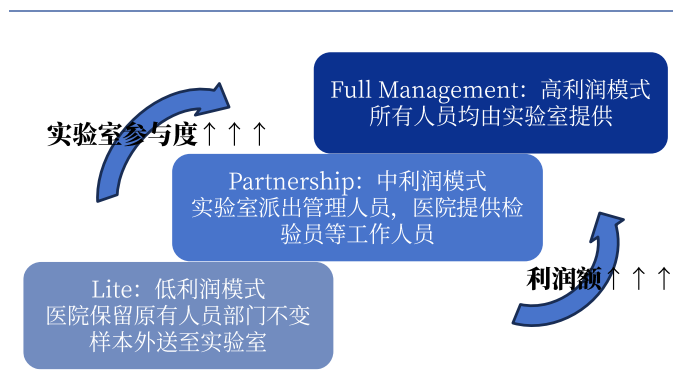 Full Management：高利润模式
所有人员均由实验室提供
实验室参与度↑↑↑
Partnership：中利润模式
实验室派出管理人员，医院提供检
验员等工作人员
利润额↑↑↑
Lite：低利润模式
医院保留原有人员部门不变
样本外送至实验室